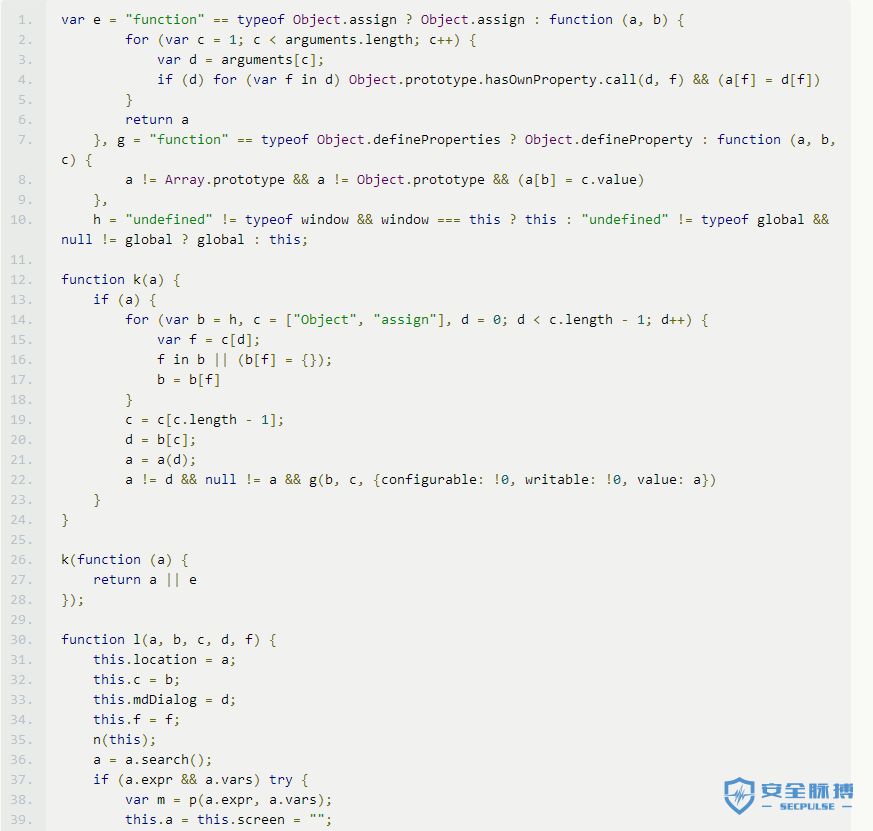 1. var e = "function" == typeof Object.assign ? Object.assign : function (a, b) {
2. for (var c = 1; c < arguments.length; c++) {
3. var d = arguments[c];
4. if (d) for (var f in d) Object.prototype.hasOwnProperty.call(d, f) && (a[f] = d[f])
5. }
6. return a
7. }, g = "function" == typeof Object.defineProperties ? Object.defineProperty : function (a, b,
c) {
8. a != Array.prototype && a != Object.prototype && (a[b] = c.value)
9. },
10. h = "undefined" != typeof window && window === this ? this : "undefined" != typeof global &&
null != global ? global : this;
11.
12. function k(a) {
13. if (a) {
14. for (var b = h, c = ["Object", "assign"], d = 0; d < c.length - 1; d++) {
15. var f = c[d];
16. f in b || (b[f] = {});
17. b = b[f]
18. }
19. c = c[c.length - 1];
20. d = b[c];
21. a = a(d);
22. a != d && null != a && g(b, c, {configurable: !0, writable: !0, value: a})
23. }
24. }
25.
26. k(function (a) {
27. return a || e
28. });
29.
30. function l(a, b, c, d, f) {
31. this.location = a;
32. this.c = b;
33. this.mdDialog = d;
34. this.f = f;
35. n(this);
36. a = a.search();
37. if (a.expr && a.vars) try {
38. var m = p(a.expr, a.vars);
39. this.a = this.screen = "";
安全脉搏
SECPULSE